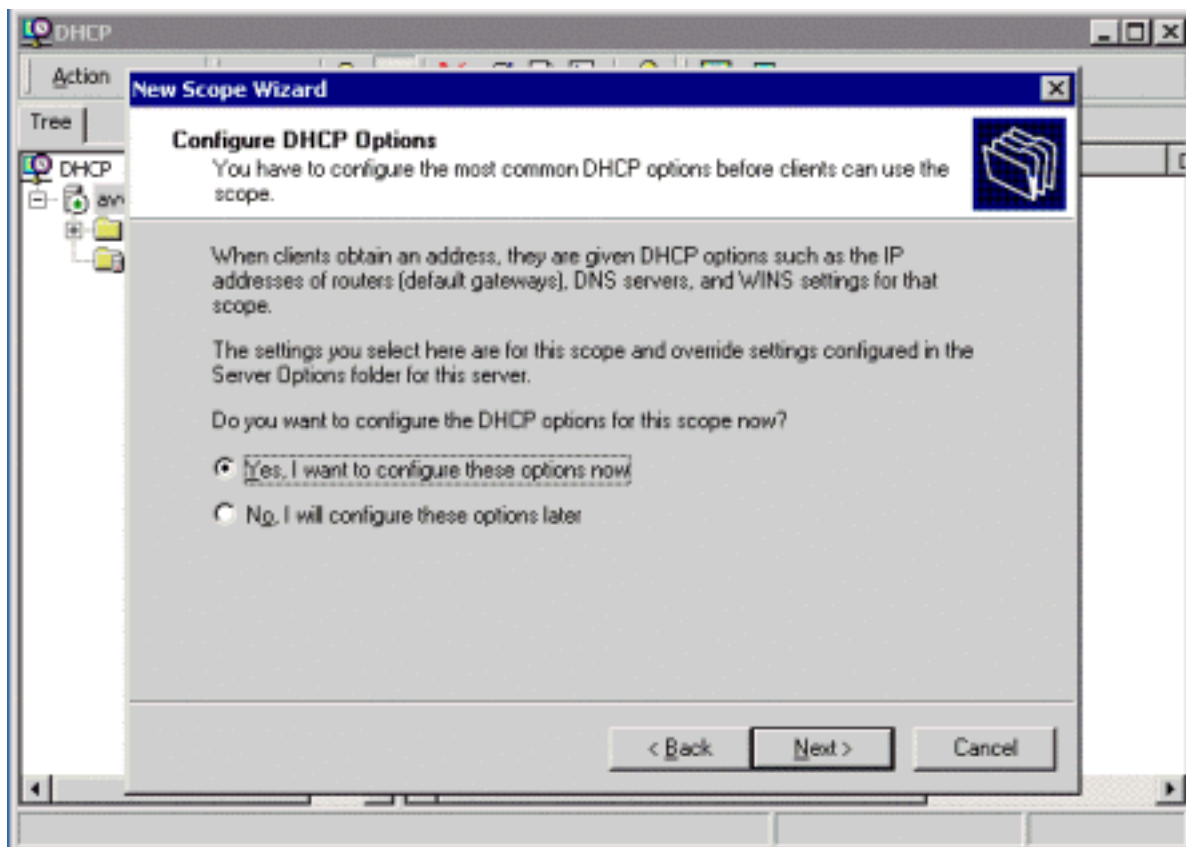 DHCP
Action
New Scope Wizard
Tree
Configure DHCP Options
You have to configure the most common DHCP options before clients can use the
scope.
DHCP
When clients obtain an address, they are given DHCP options such as the IP
addresses of routers (default gateways), DNS servers, and WINS settings for that
scope.
The settings you select here are for this scope and override settings configured in the
Server Options folder for this server.
Do you want to configure the DHCP options for this scope now?
Yes, I want to configure these options now
No, I will configure these options later
< Back
Next >
Cancel